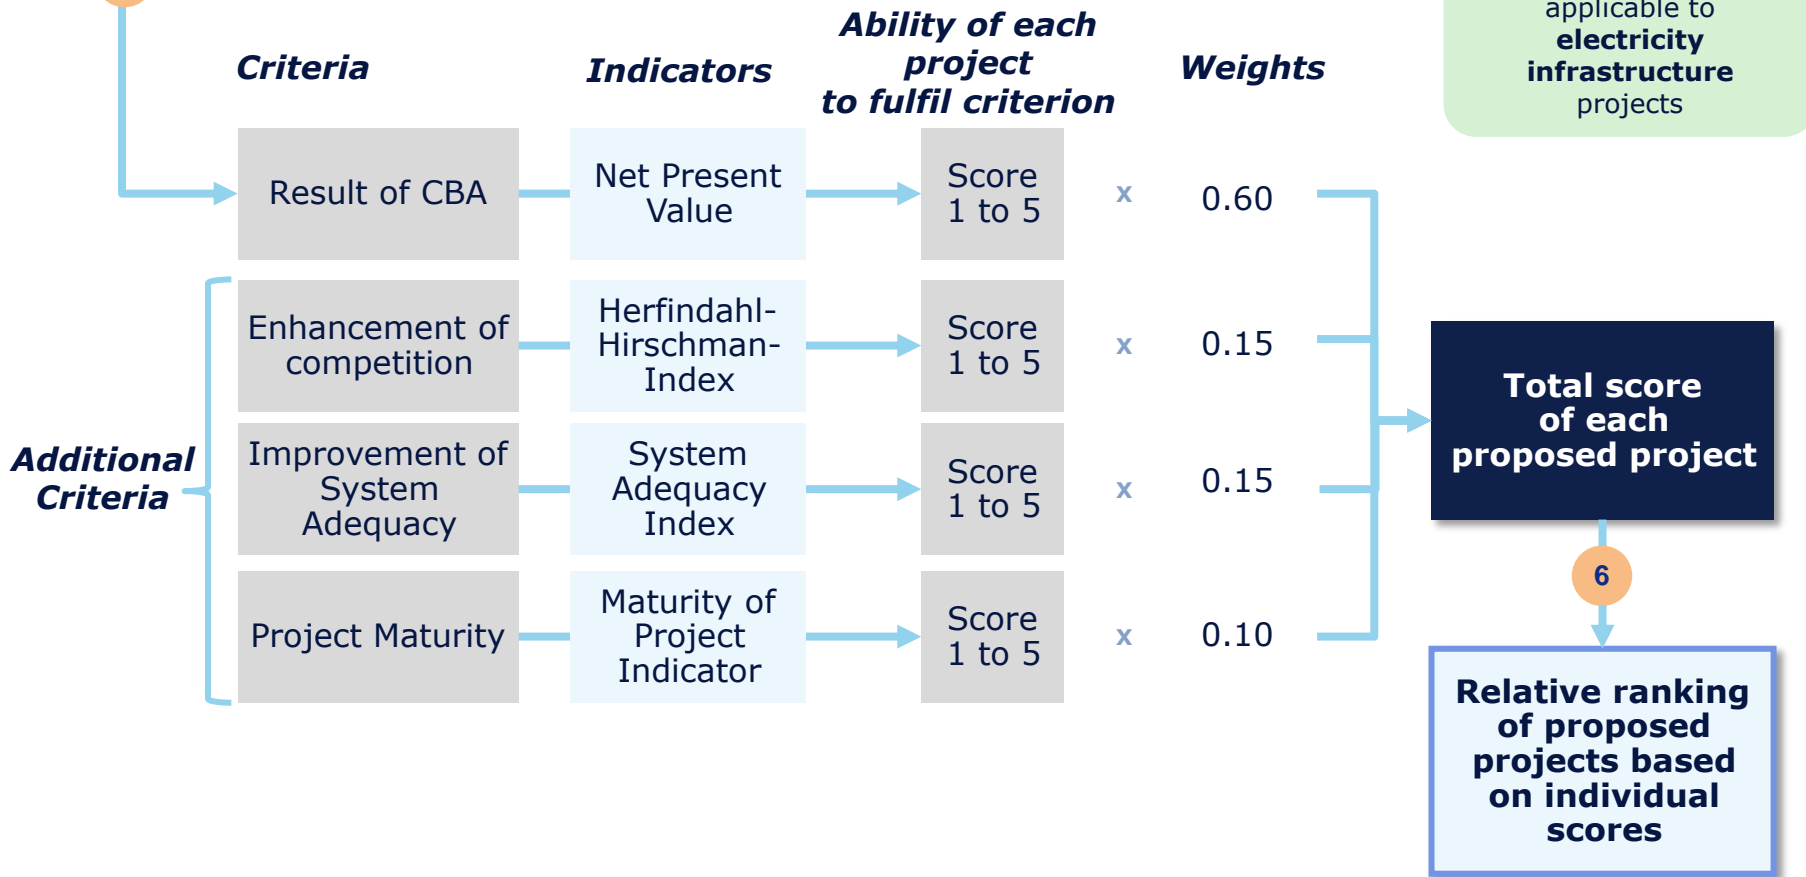 applicable to
electricity
infrastructure
projects
Criteria
Indicators
Ability of each
project
to fulfil criterion
Weights
Result of CBA
Net Present
Value
Score
1 to 5
x
0.60
Additional
Criteria
Enhancement of
competition
Herfindahl-
Hirschman-
Index
Score
1 to 5
x
0.15
Improvement of
System
Adequacy
System
Adequacy
Index
Score
1 to 5
x
0.15
Project Maturity
Maturity of
Project
Indicator
Score
1 to 5
x
0.10
Total score
of each
proposed project
6
Relative ranking
of proposed
projects based
on individual
scores